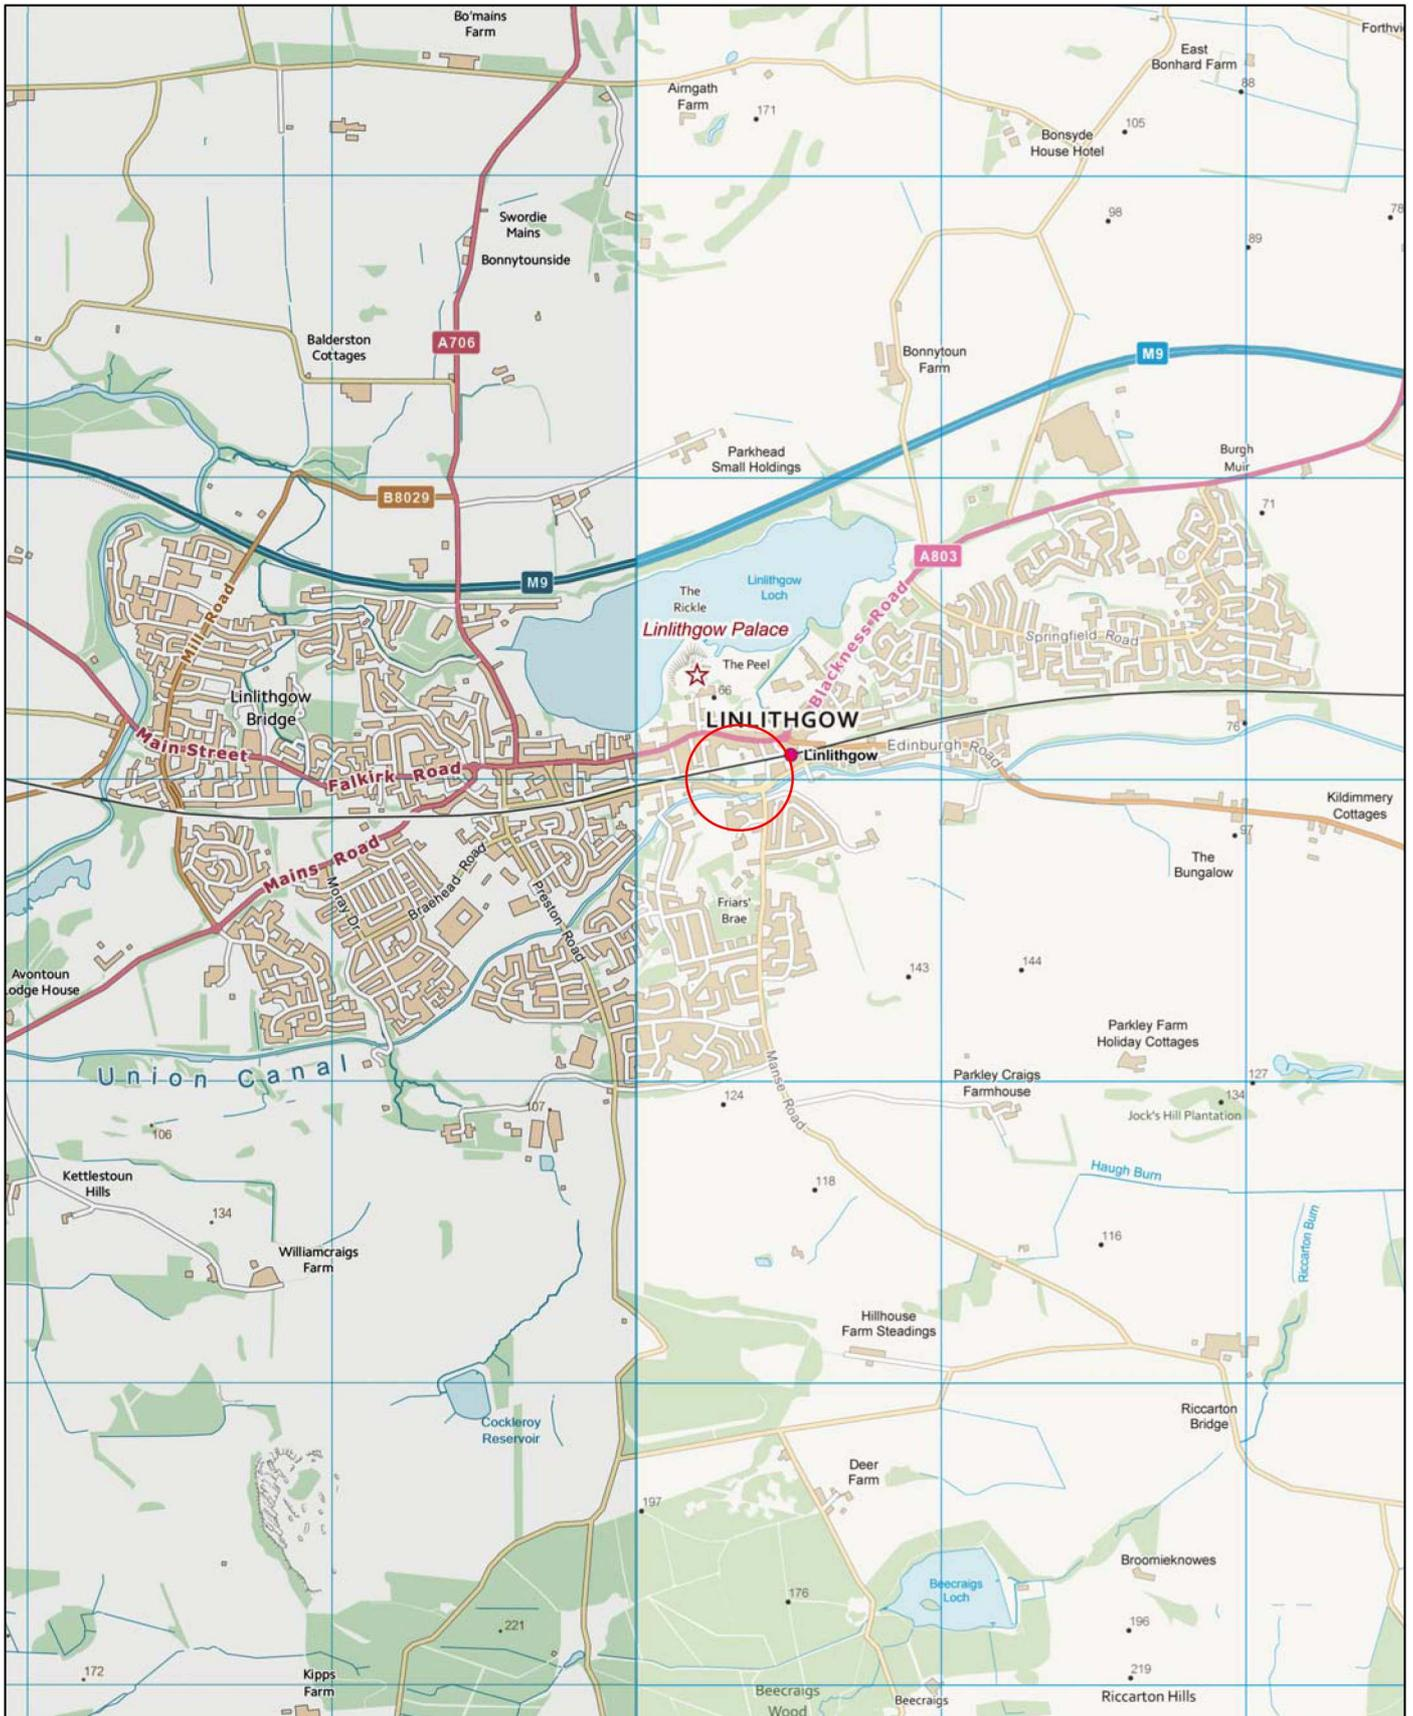 Bo'mains
Farm
Forthvi
East
Bonhard Farm
88
Airngath
Farm
171
105
Bonsyde
House Hotel
98
78
89
Swordie
Mains
Bonnytounside
A706
Balderston
Cottages
Bonnytoun
Farm
M9
Parkhead
Small Holdings
Burgh
Muir
B8029
71
A803
M9
Linlithgow
Loch
The
Rickle
Linlithgow Palace
Mill Road
Blackness Road
Springfield Road
The Peel
66
Linlithgow
Bridge
LINLITHGOW
76
Main Street
Falkirk Road
Linlithgow
Edinburgh Road
Kildimmery
Cottages
97
The
Bungalow
Mains Road
Moray Dr
Braehead Road
Preston Road
Friars'
Brae
143
144
Avontoun
odge House
Parkley Farm
Holiday Cottages
Union Canal
Manse Road
Parkley Craigs
Farmhouse
127
134
Jock's Hill Plantation
124
107
106
Kettlestoun
Hills
Haugh Burn
118
134
Riccarton Burn
116
Williamcraigs
Farm
Hillhouse
Farm Steadings
Riccarton
Bridge
Cockleroy
Reservoir
Deer
Farm
197
Broomieknowes
Beecraigs
Loch
176
221
196
172
219
Kipps
Farm
Beecraigs
Wood
Beecraigs
Riccarton Hills